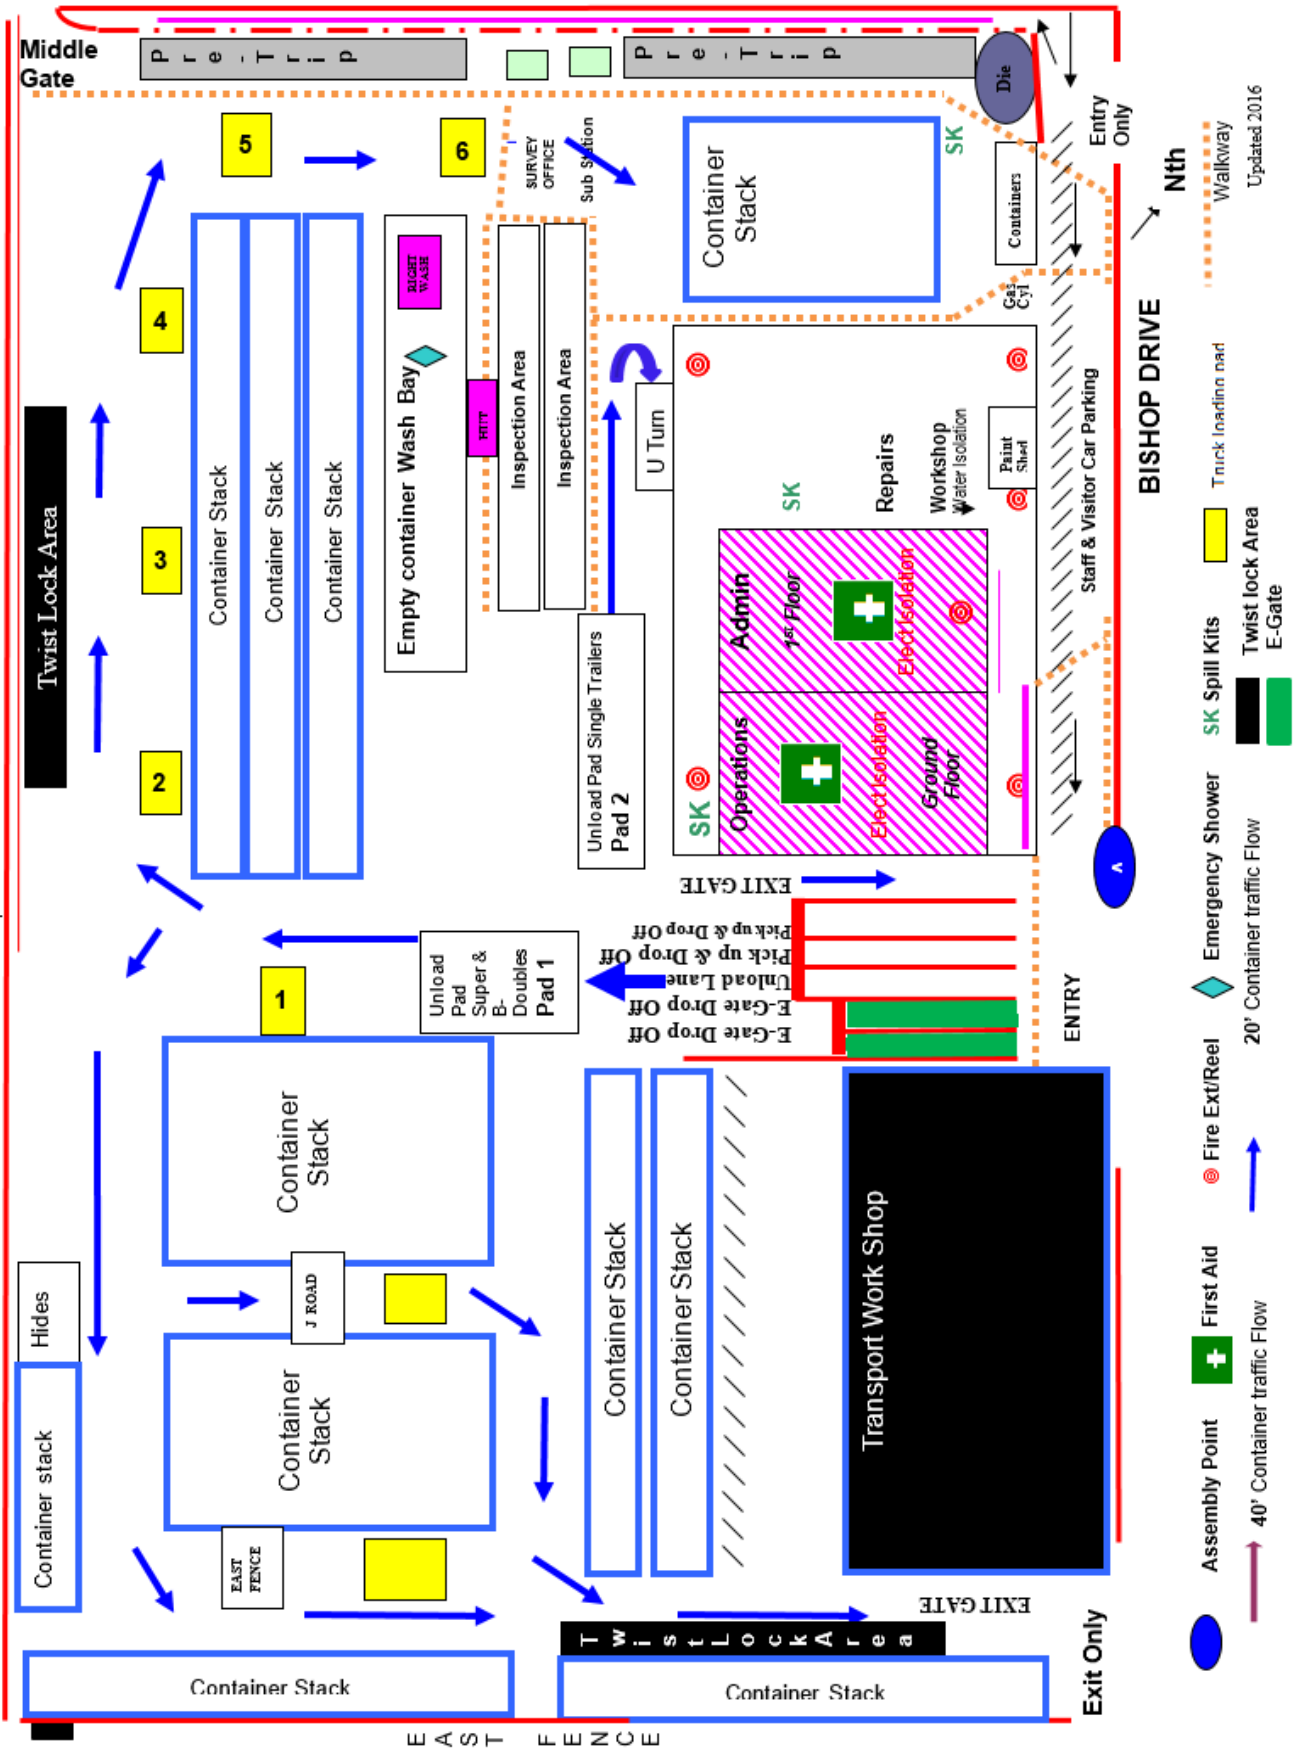 Middle
Gate
Pre-Trip
Pre-Trip
Die
Entry
Only
5
6
SURVEY
OFFICE
Sub Station
Container
Stack
SK
Containers
Gas
Cyl
Nth
Walkway
Updated 2016
4
3
2
Twist Lock Area
Container Stack
Container Stack
Container Stack
RIGHT
WASH
Empty container Wash Bay
HUT
Inspection Area
Inspection Area
U Turn
SK
Repairs
Workshop
Water Isolation
Paint
Shed
Staff & Visitor Car Parking
BISHOP DRIVE
Unload Pad Single Trailers
Pad 2
Admin
1st Floor
Elect Isolation
Operations
Elect Isolation
Ground
Floor
SK
EXIT GATE
Pick up & Drop Off
Pick up & Drop Off
Unload Lane
E-Gate Drop Off
E-Gate Drop Off
1
Unload
Pad
Super &
B-
Doubles
Pad 1
ENTRY
v
Container
Stack
J ROAD
Container
Stack
EAST
FENCE
Hides
Container stack
Container Stack
Container Stack
Transport Work Shop
EXIT GATE
Exit Only
Twist Lock Area
Container Stack
Container Stack
EAST FENCE
Assembly Point
First Aid
Fire Ext/Reel
Emergency Shower
SK Spill Kits
Truck loading pad
Twist lock Area
E-Gate
40' Container traffic Flow
20' Container traffic Flow